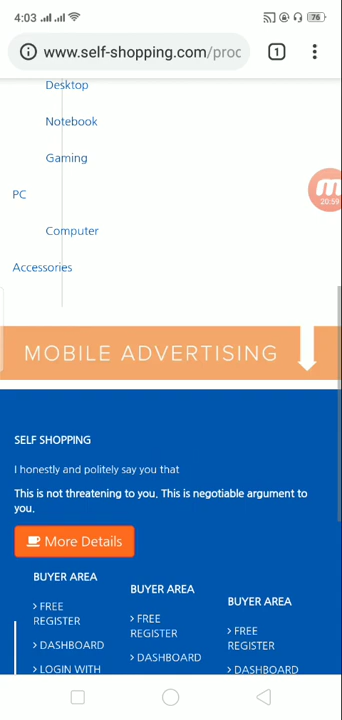 4:03
76
www.self-shopping.com/proc
1
Desktop
Notebook
Gaming
PC
Computer
Accessories
20:59
MOBILE ADVERTISING
SELF SHOPPING
I honestly and politely say you that
This is not threatening to you. This is negotiable argument to
you.
More Details
BUYER AREA
> FREE
REGISTER
> DASHBOARD
> LOGIN WITH
BUYER AREA
> FREE
REGISTER
> DASHBOARD
BUYER AREA
> FREE
REGISTER
> DASHBOARD